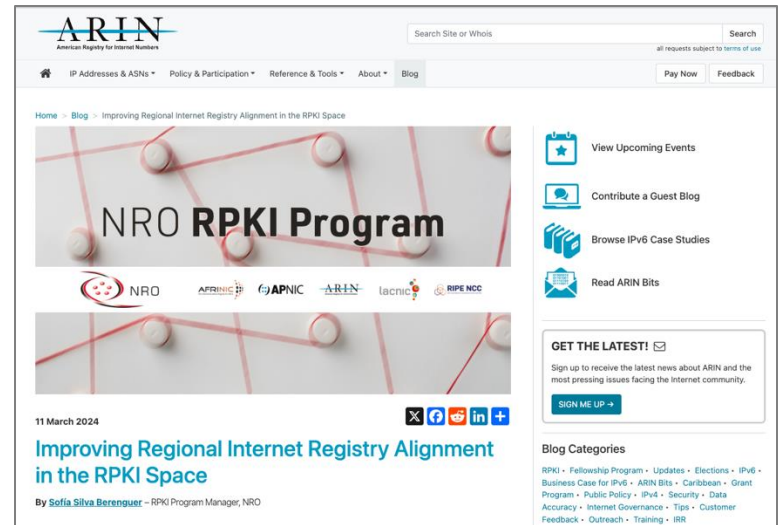 ARIN
American Registry for Internet Numbers
Search Site or Whois
Search
all requests subject to terms of use
IP Addresses & ASNs
Policy & Participation
Reference & Tools
About
Blog
Pay Now
Feedback
Home > Blog > Improving Regional Internet Registry Alignment in the RPKI Space
NRO RPKI Program
NRO
AFRINIC
APNIC
ARIN
lacnic
RIPE NCC
11 March 2024
Improving Regional Internet Registry Alignment
in the RPKI Space
By Sofía Silva Berenguer – RPKI Program Manager, NRO
View Upcoming Events
Contribute a Guest Blog
Browse IPv6 Case Studies
Read ARIN Bits
GET THE LATEST!
Sign up to receive the latest news about ARIN and the
most pressing issues facing the Internet community.
SIGN ME UP →
Blog Categories
RPKI • Fellowship Program • Updates • Elections • IPv6 •
Business Case for IPv6 • ARIN Bits • Caribbean • Grant
Program • Public Policy • IPv4 • Security • Data
Accuracy • Internet Governance • Tips • Customer
Feedback • Outreach • Training • IRR